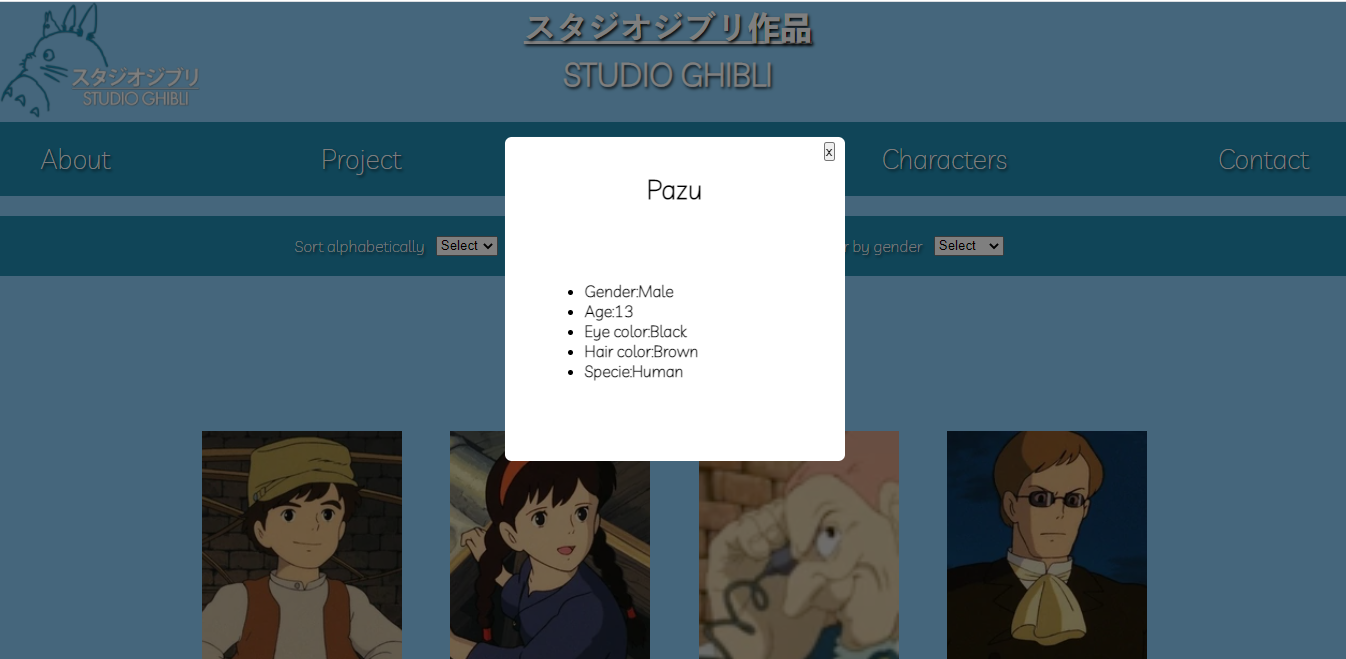 スタジオジブリ作品
STUDIO GHIBLI
スタジオジブリ
STUDIO GHIBLI
About
Project
Characters
Contact
Sort alphabetically
Select
by gender
Select
x
Pazu
Gender:Male
Age:13
Eye color:Black
Hair color:Brown
Specie:Human